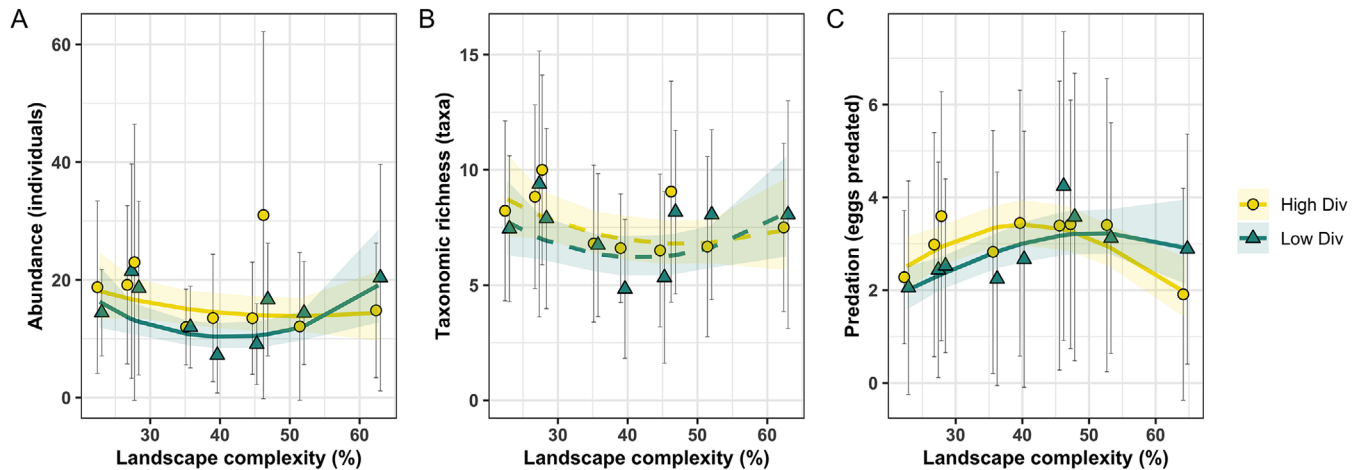 A
Abundance (individuals)
60
40
20
0
30 40 50 60
Landscape complexity (%)
B
Taxonomic richness (taxa)
15
10
5
0
30 40 50 60
Landscape complexity (%)
C
Predation (eggs predated)
6
4
2
0
30 40 50 60
Landscape complexity (%)
High Div
Low Div